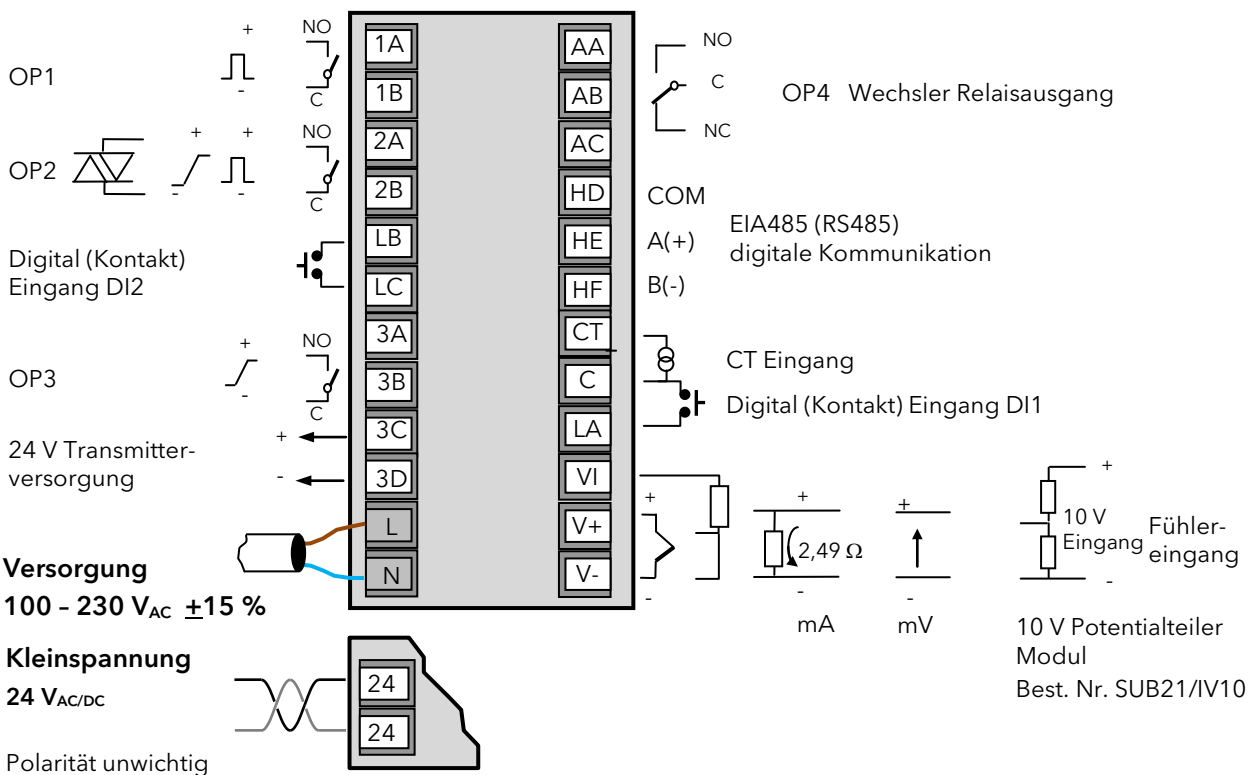 OP1
+
-
NO
C
1A
1B
OP2
+
-
+
-
NO
C
2A
2B
Digital (Kontakt)
Eingang DI2
LB
LC
OP3
+
-
NO
C
3A
3B
24 V Transmitter-
versorgung
+
-
3C
3D
L
N
Versorgung
100 – 230 VAC ±15 %
Kleinspannung
24 VAC/DC
Polarität unwichtig
24
24
AA
AB
AC
NO
C
NC
OP4 Wechsler Relaisausgang
HD
HE
HF
COM
A(+)
B(-)
EIA485 (RS485)
digitale Kommunikation
CT
C
LA
CT Eingang
Digital (Kontakt) Eingang DI1
VI
V+
V-
+
-
+
2,49 Ω
-
mA
+
-
mV
+
10 V
Eingang
-
Fühler-
eingang
10 V Potentialteiler
Modul
Best. Nr. SUB21/IV10